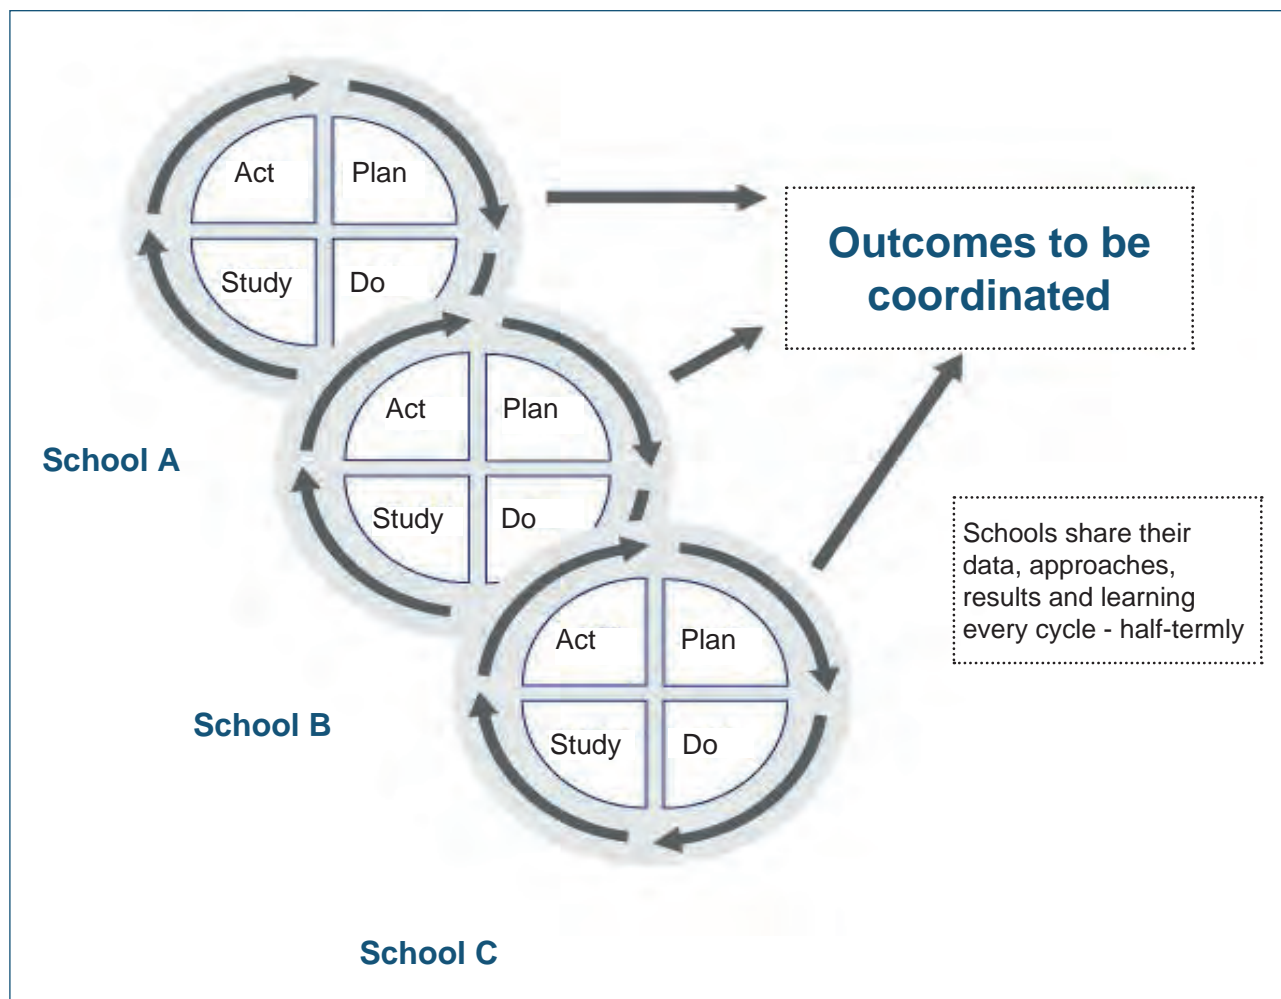 Act
Plan
Study
Do
Outcomes to be
coordinated
School A
Act
Plan
Study
Do
Schools share their
data, approaches,
results and learning
every cycle - half-termly
School B
Act
Plan
Study
Do
School C